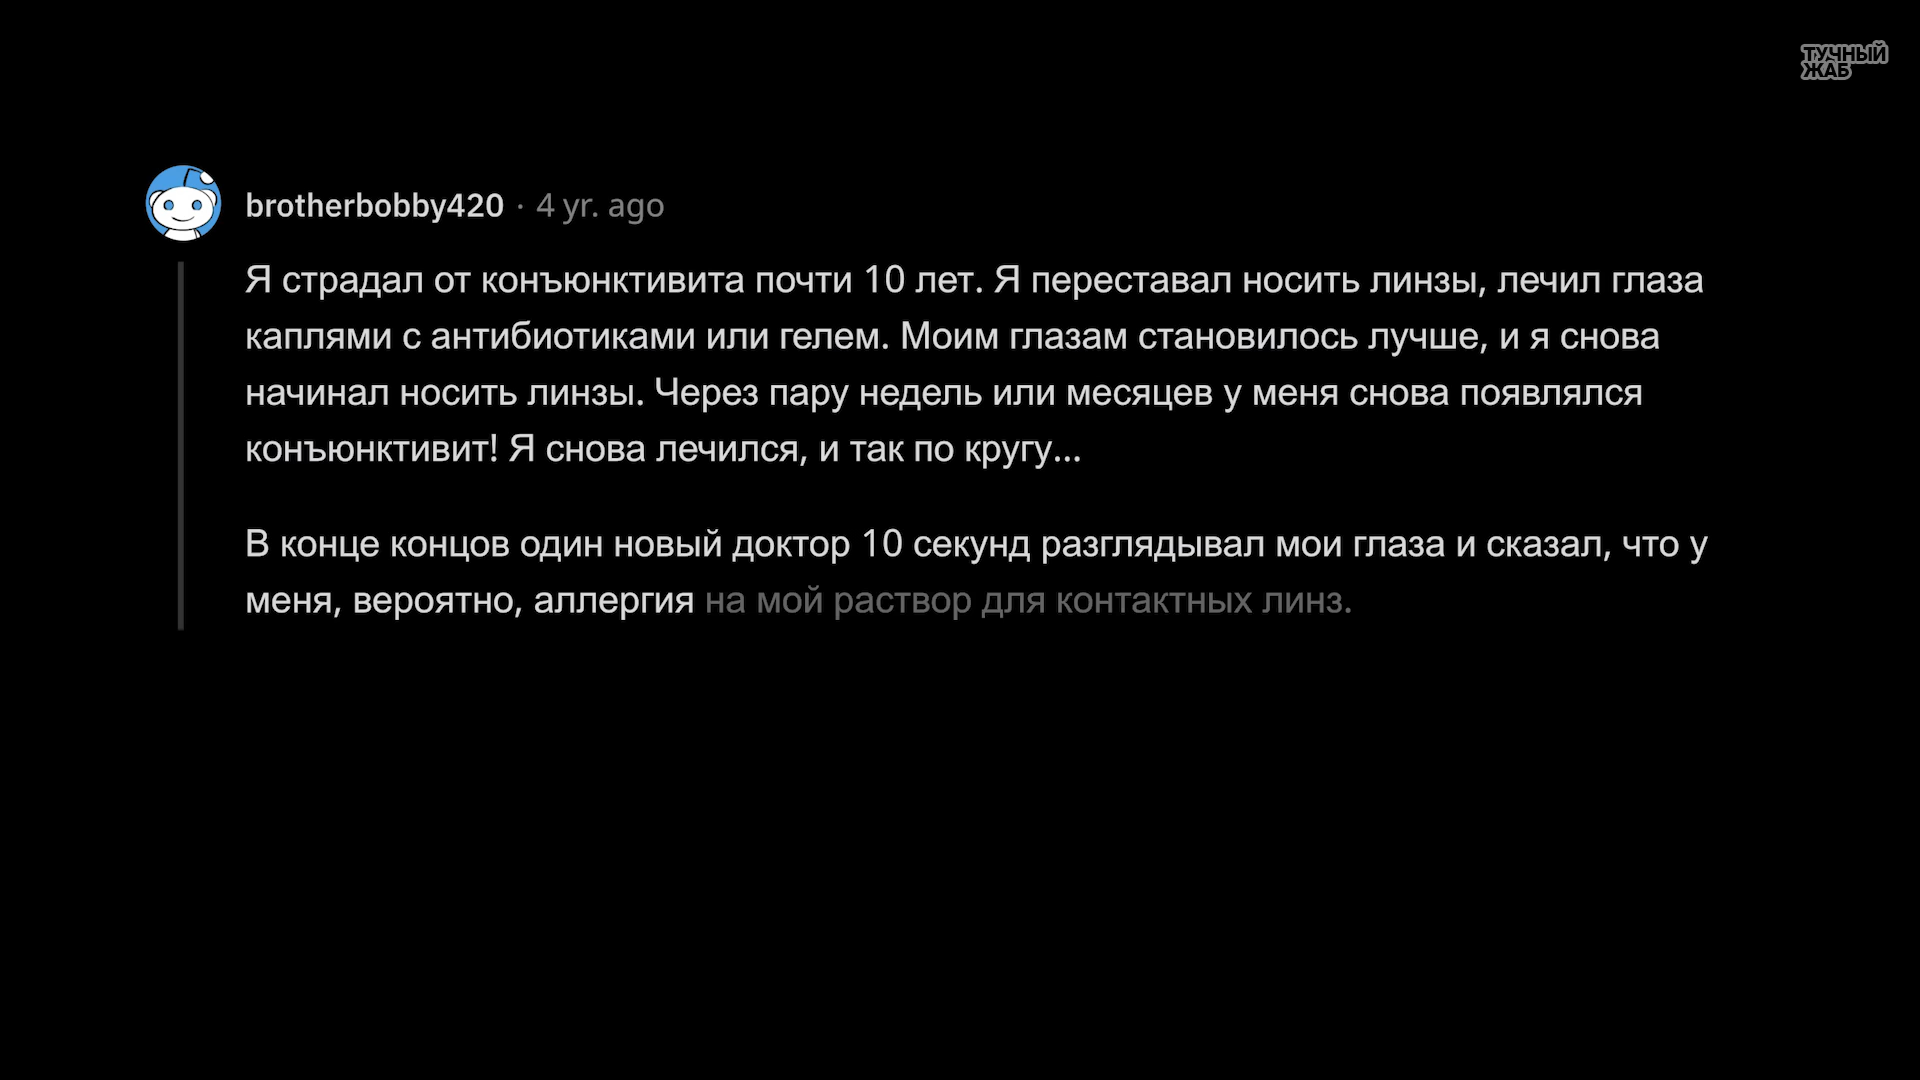 ТУЧНЫЙ
ЖАБ
brotherbobby420 · 4 yr. ago
Я страдал от конъюнктивита почти 10 лет. Я переставал носить линзы, лечил глаза
каплями с антибиотиками или гелем. Моим глазам становилось лучше, и я снова
начинал носить линзы. Через пару недель или месяцев у меня снова появлялся
конъюнктивит! Я снова лечился, и так по кругу...
В конце концов один новый доктор 10 секунд разглядывал мои глаза и сказал, что у
меня, вероятно, аллергия на мой раствор для контактных линз.